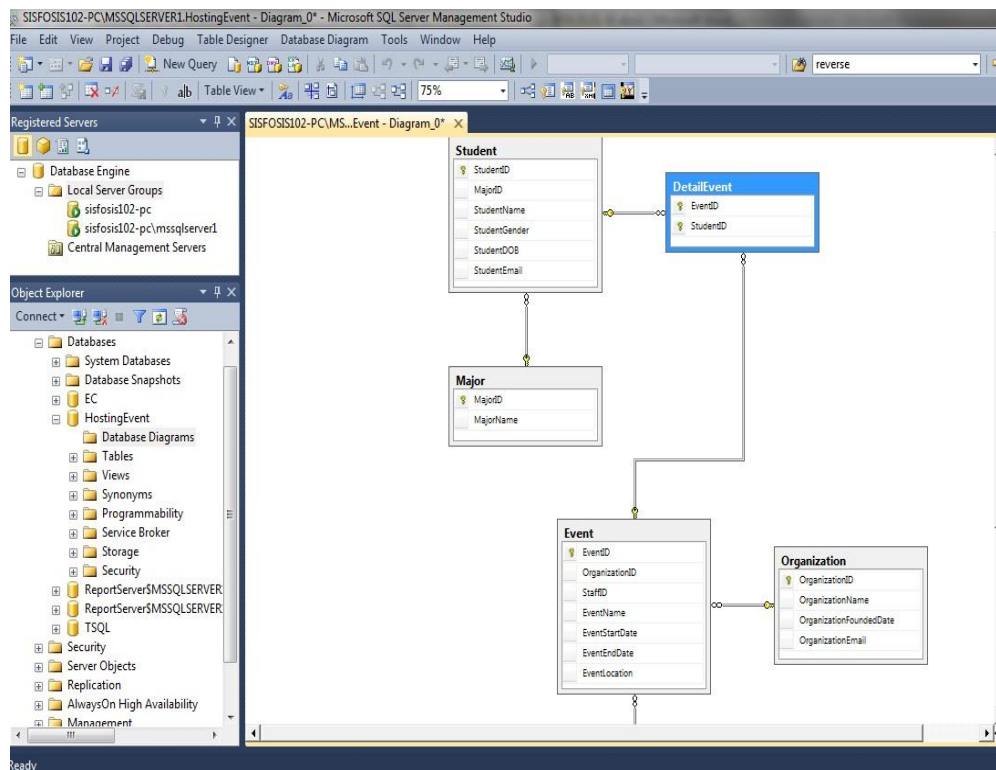 SISFOSIS102-PC\MSSQLSERVER1.HostingEvent - Diagram_0* - Microsoft SQL Server Management Studio
File Edit View Project Debug Table Designer Database Diagram Tools Window Help
New Query reverse
alb Table View 75%
Registered Servers
Database Engine
Local Server Groups
sisfosis102-pc
sisfosis102-pc\mssqlserver1
Central Management Servers
Object Explorer
Connect
Databases
System Databases
Database Snapshots
EC
HostingEvent
Database Diagrams
Tables
Views
Synonyms
Programmability
Service Broker
Storage
Security
ReportServer$MSSQLSERVER
ReportServer$MSSQLSERVER
TSQL
Security
Server Objects
Replication
AlwaysOn High Availability
Management
SISFOSIS102-PC\MS...Event - Diagram_0*
Student
StudentID
MajorID
StudentName
StudentGender
StudentDOB
StudentEmail
DetailEvent
EventID
StudentID
Major
MajorID
MajorName
Event
EventID
OrganizationID
StaffID
EventName
EventStartDate
EventEndDate
EventLocation
Organization
OrganizationID
OrganizationName
OrganizationFoundedDate
OrganizationEmail
Ready